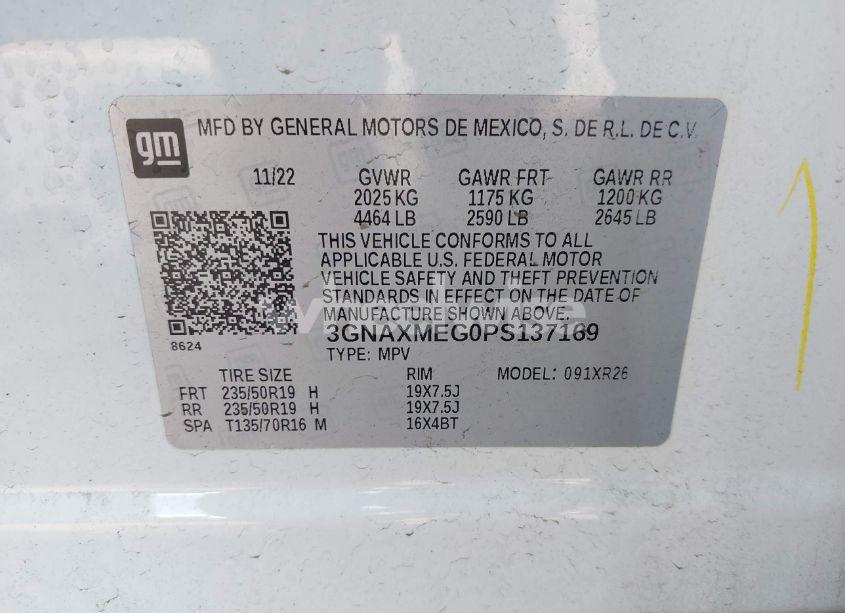 gm
MFD BY GENERAL MOTORS DE MEXICO, S. DE R.L. DE C.V.
11/22 GVWR GAWR FRT GAWR RR
2025 KG 1175 KG 1200 KG
4464 LB 2590 LB 2645 LB
THIS VEHICLE CONFORMS TO ALL
APPLICABLE U.S. FEDERAL MOTOR
VEHICLE SAFETY AND THEFT PREVENTION
STANDARDS IN EFFECT ON THE DATE OF
MANUFACTURE SHOWN ABOVE.
3GNAXMEG0PS137169
8624
TYPE: MPV
TIRE SIZE RIM MODEL: 091XR26
FRT 235/50R19 H 19X7.5J
RR 235/50R19 H 19X7.5J
SPA T135/70R16 M 16X4BT
1